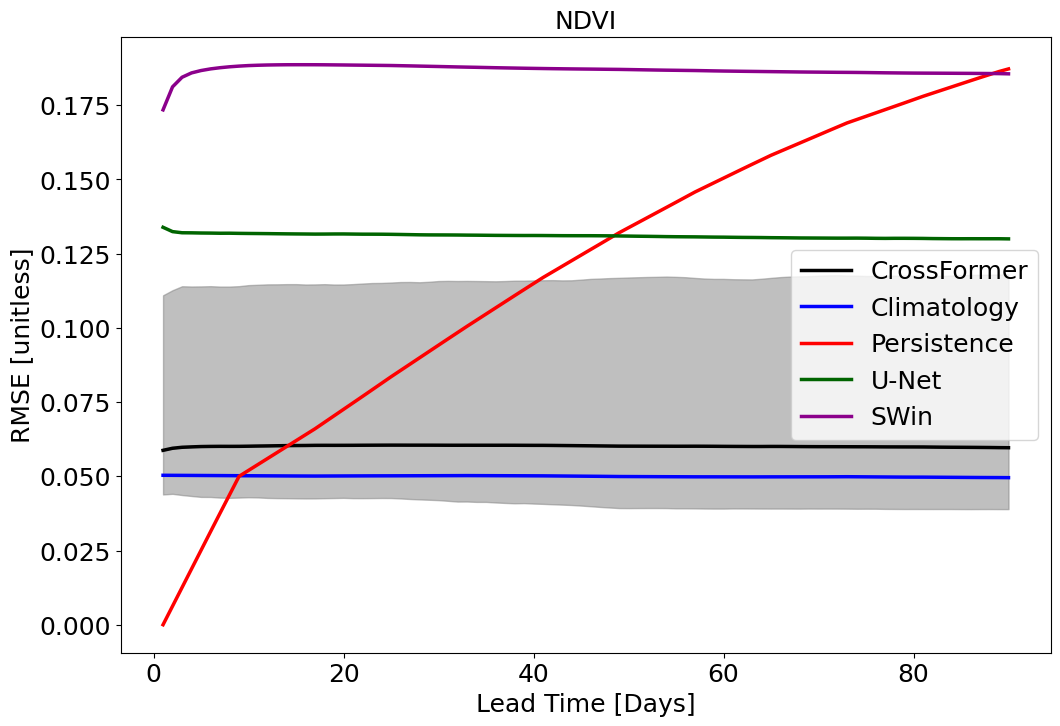 NDVI
RMSE [unitless]
0.175
0.150
0.125
0.100
0.075
0.050
0.025
0.000
CrossFormer
Climatology
Persistence
U-Net
SWin
0
20
40
60
80
Lead Time [Days]